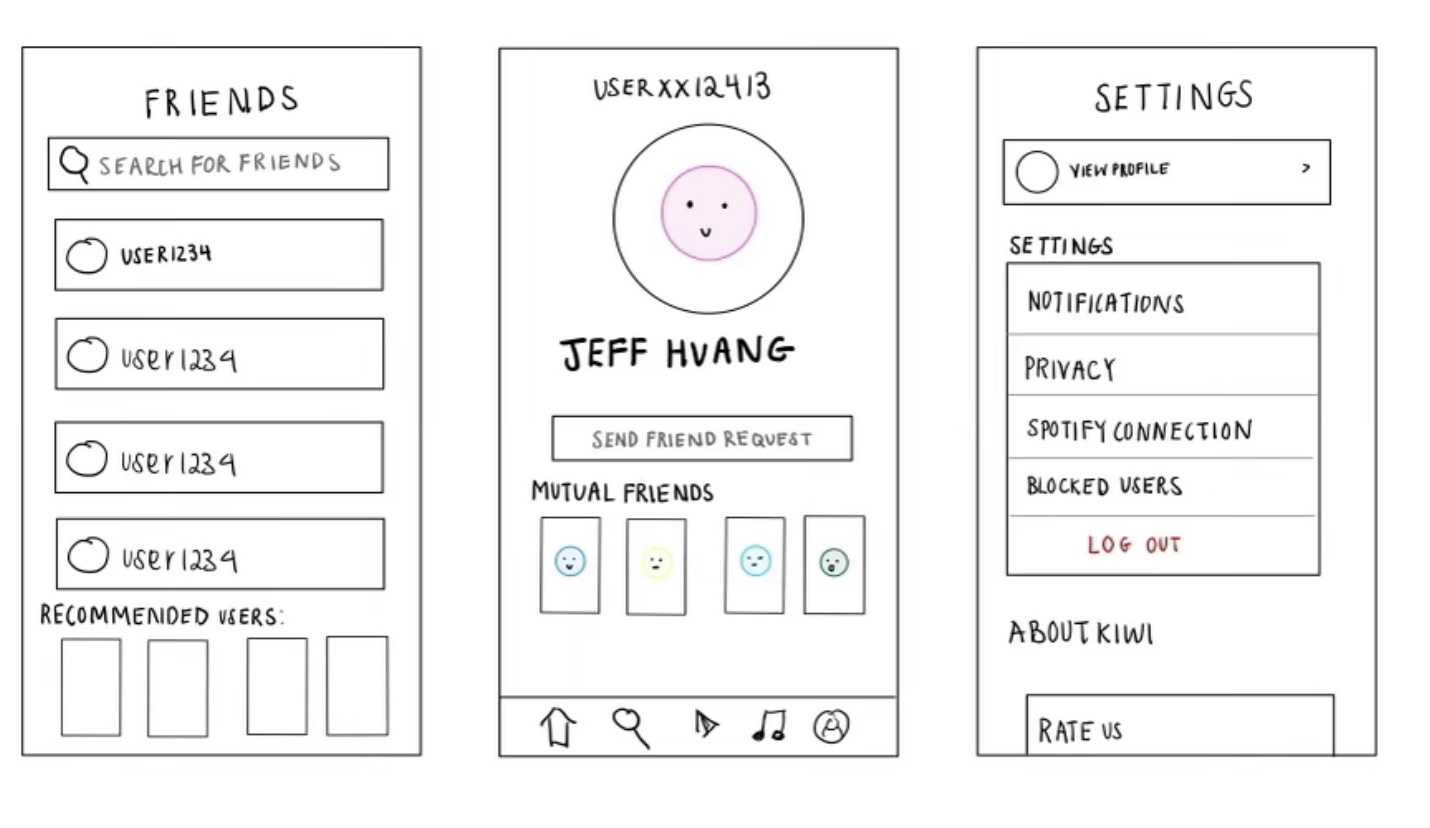 FRIENDS
SEARCH FOR FRIENDS
USER1234
user1234
user1234
user1234
RECOMMENDED USERS:
USERXX12413
JEFF HUANG
SEND FRIEND REQUEST
MUTUAL FRIENDS
SETTINGS
VIEW PROFILE >
SETTINGS
NOTIFICATIONS
PRIVACY
SPOTIFY CONNECTION
BLOCKED USERS
LOG OUT
ABOUT KIWI
RATE US